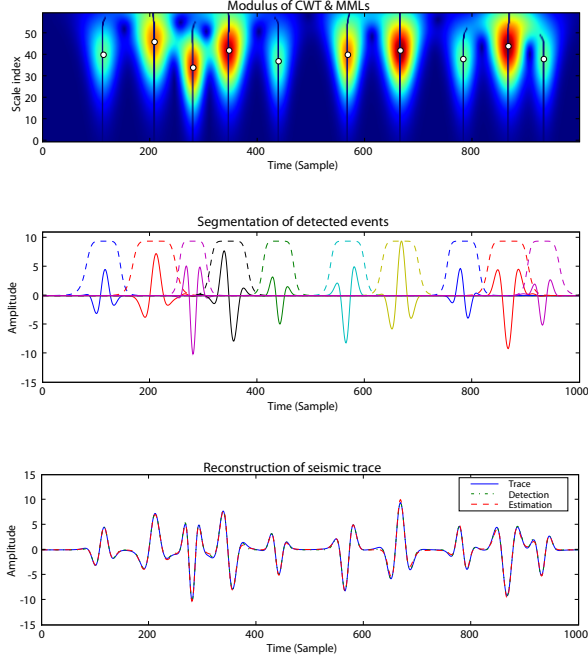 Modulus of CWT & MMLs
Scale index
50
40
30
20
10
0
0 200 400 600 800
Time (Sample)
Segmentation of detected events
Amplitude
10
5
0
-5
-10
-15
0 200 400 600 800 1000
Time (Sample)
Reconstruction of seismic trace
Amplitude
15
10
5
0
-5
-10
-15
Trace
Detection
Estimation
0 200 400 600 800 1000
Time (Sample)